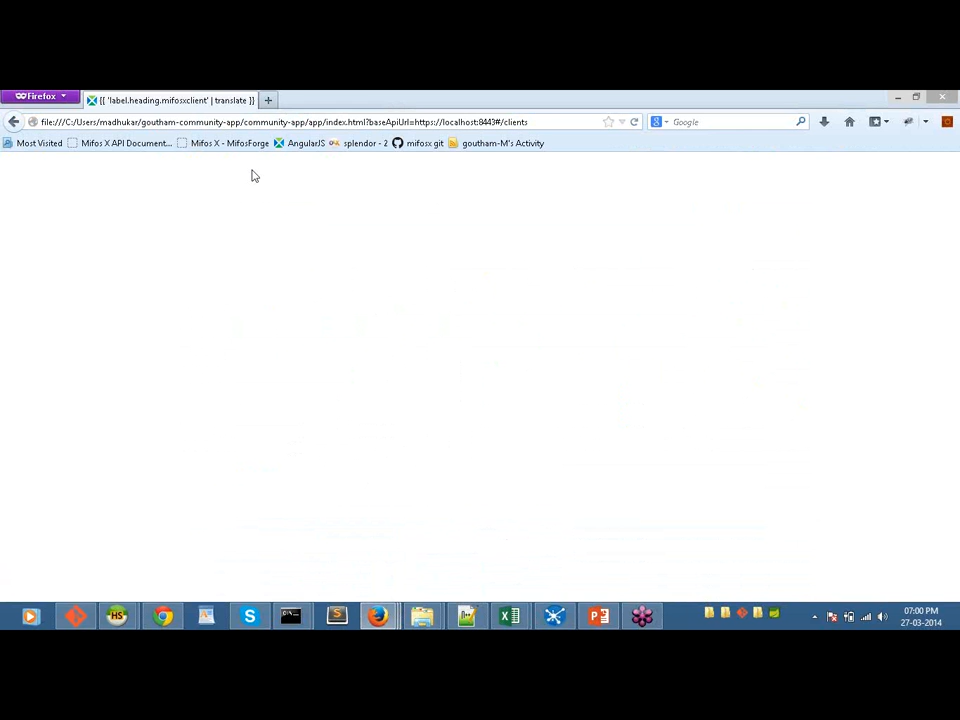 Firefox
{{ 'label.heading.mifosxclient' | translate }}
file:///C:/Users/madhukar/goutham-community-app/community-app/app/index.html?baseApiUrl=https://localhost:8443#/clients
Google
Most Visited
Mifos X API Document...
Mifos X - MifosForge
AngularJS
splendor - 2
mifosx git
goutham-M's Activity
07:00 PM
27-03-2014